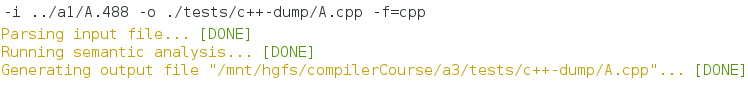 -i ../a1/A.488 -o ./tests/c++-dump/A.cpp -f=cpp
Parsing input file... [DONE]
Running semantic analysis... [DONE]
Generating output file "/mnt/hgfs/compilerCourse/a3/tests/c++-dump/A.cpp"... [DONE]